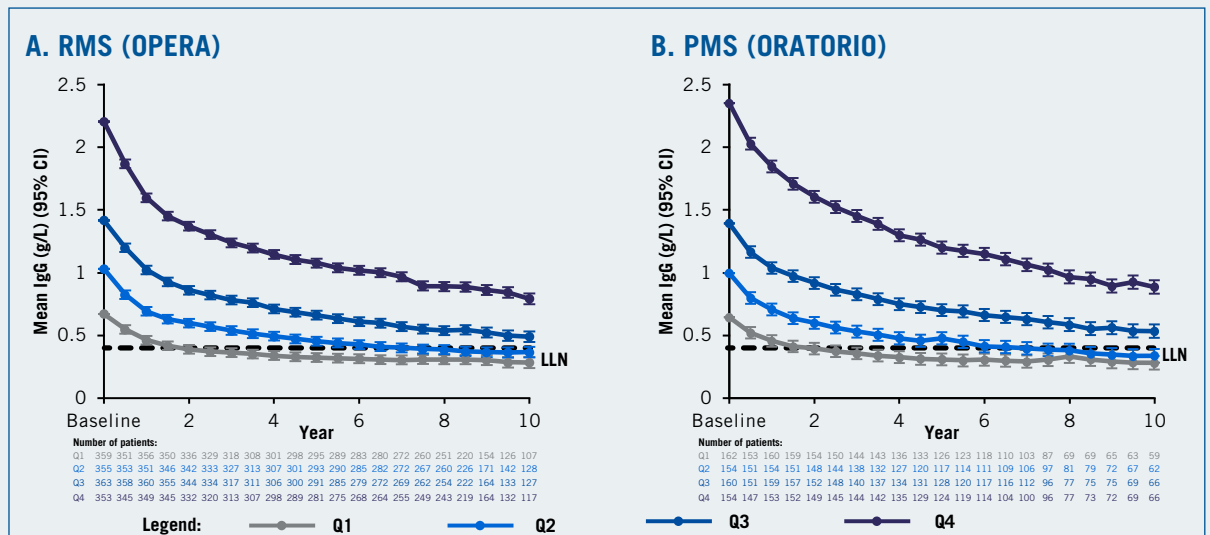 A. RMS (OPERA)
Mean IgG (g/L) (95% CI)
2.5
2
1.5
1
0.5
0
LLN
Baseline 2 4 6 8 10
Year
Number of patients:
Q1 359 351 356 350 336 329 318 308 301 298 295 289 283 280 272 260 251 220 154 126 107
Q2 355 353 351 346 342 333 327 313 307 301 293 290 285 282 272 267 260 226 171 142 128
Q3 363 358 360 355 344 334 317 311 306 300 291 285 279 272 269 262 254 222 164 133 127
Q4 353 345 349 345 332 320 313 307 298 289 281 275 268 264 255 249 243 219 164 132 117
B. PMS (ORATORIO)
Mean IgG (g/L) (95% CI)
2.5
2
1.5
1
0.5
0
LLN
Baseline 2 4 6 8 10
Year
Number of patients:
Q1 162 153 160 159 154 150 144 143 136 133 126 123 118 110 103 87 69 69 65 63 59
Q2 154 151 154 151 148 144 138 132 127 120 117 114 111 109 106 97 81 79 72 67 62
Q3 160 151 159 157 152 148 140 137 134 131 128 120 117 116 112 96 77 75 75 69 66
Q4 154 147 153 152 149 145 144 142 135 129 124 119 114 104 100 96 77 73 72 69 66
Legend: Q1 Q2 Q3 Q4